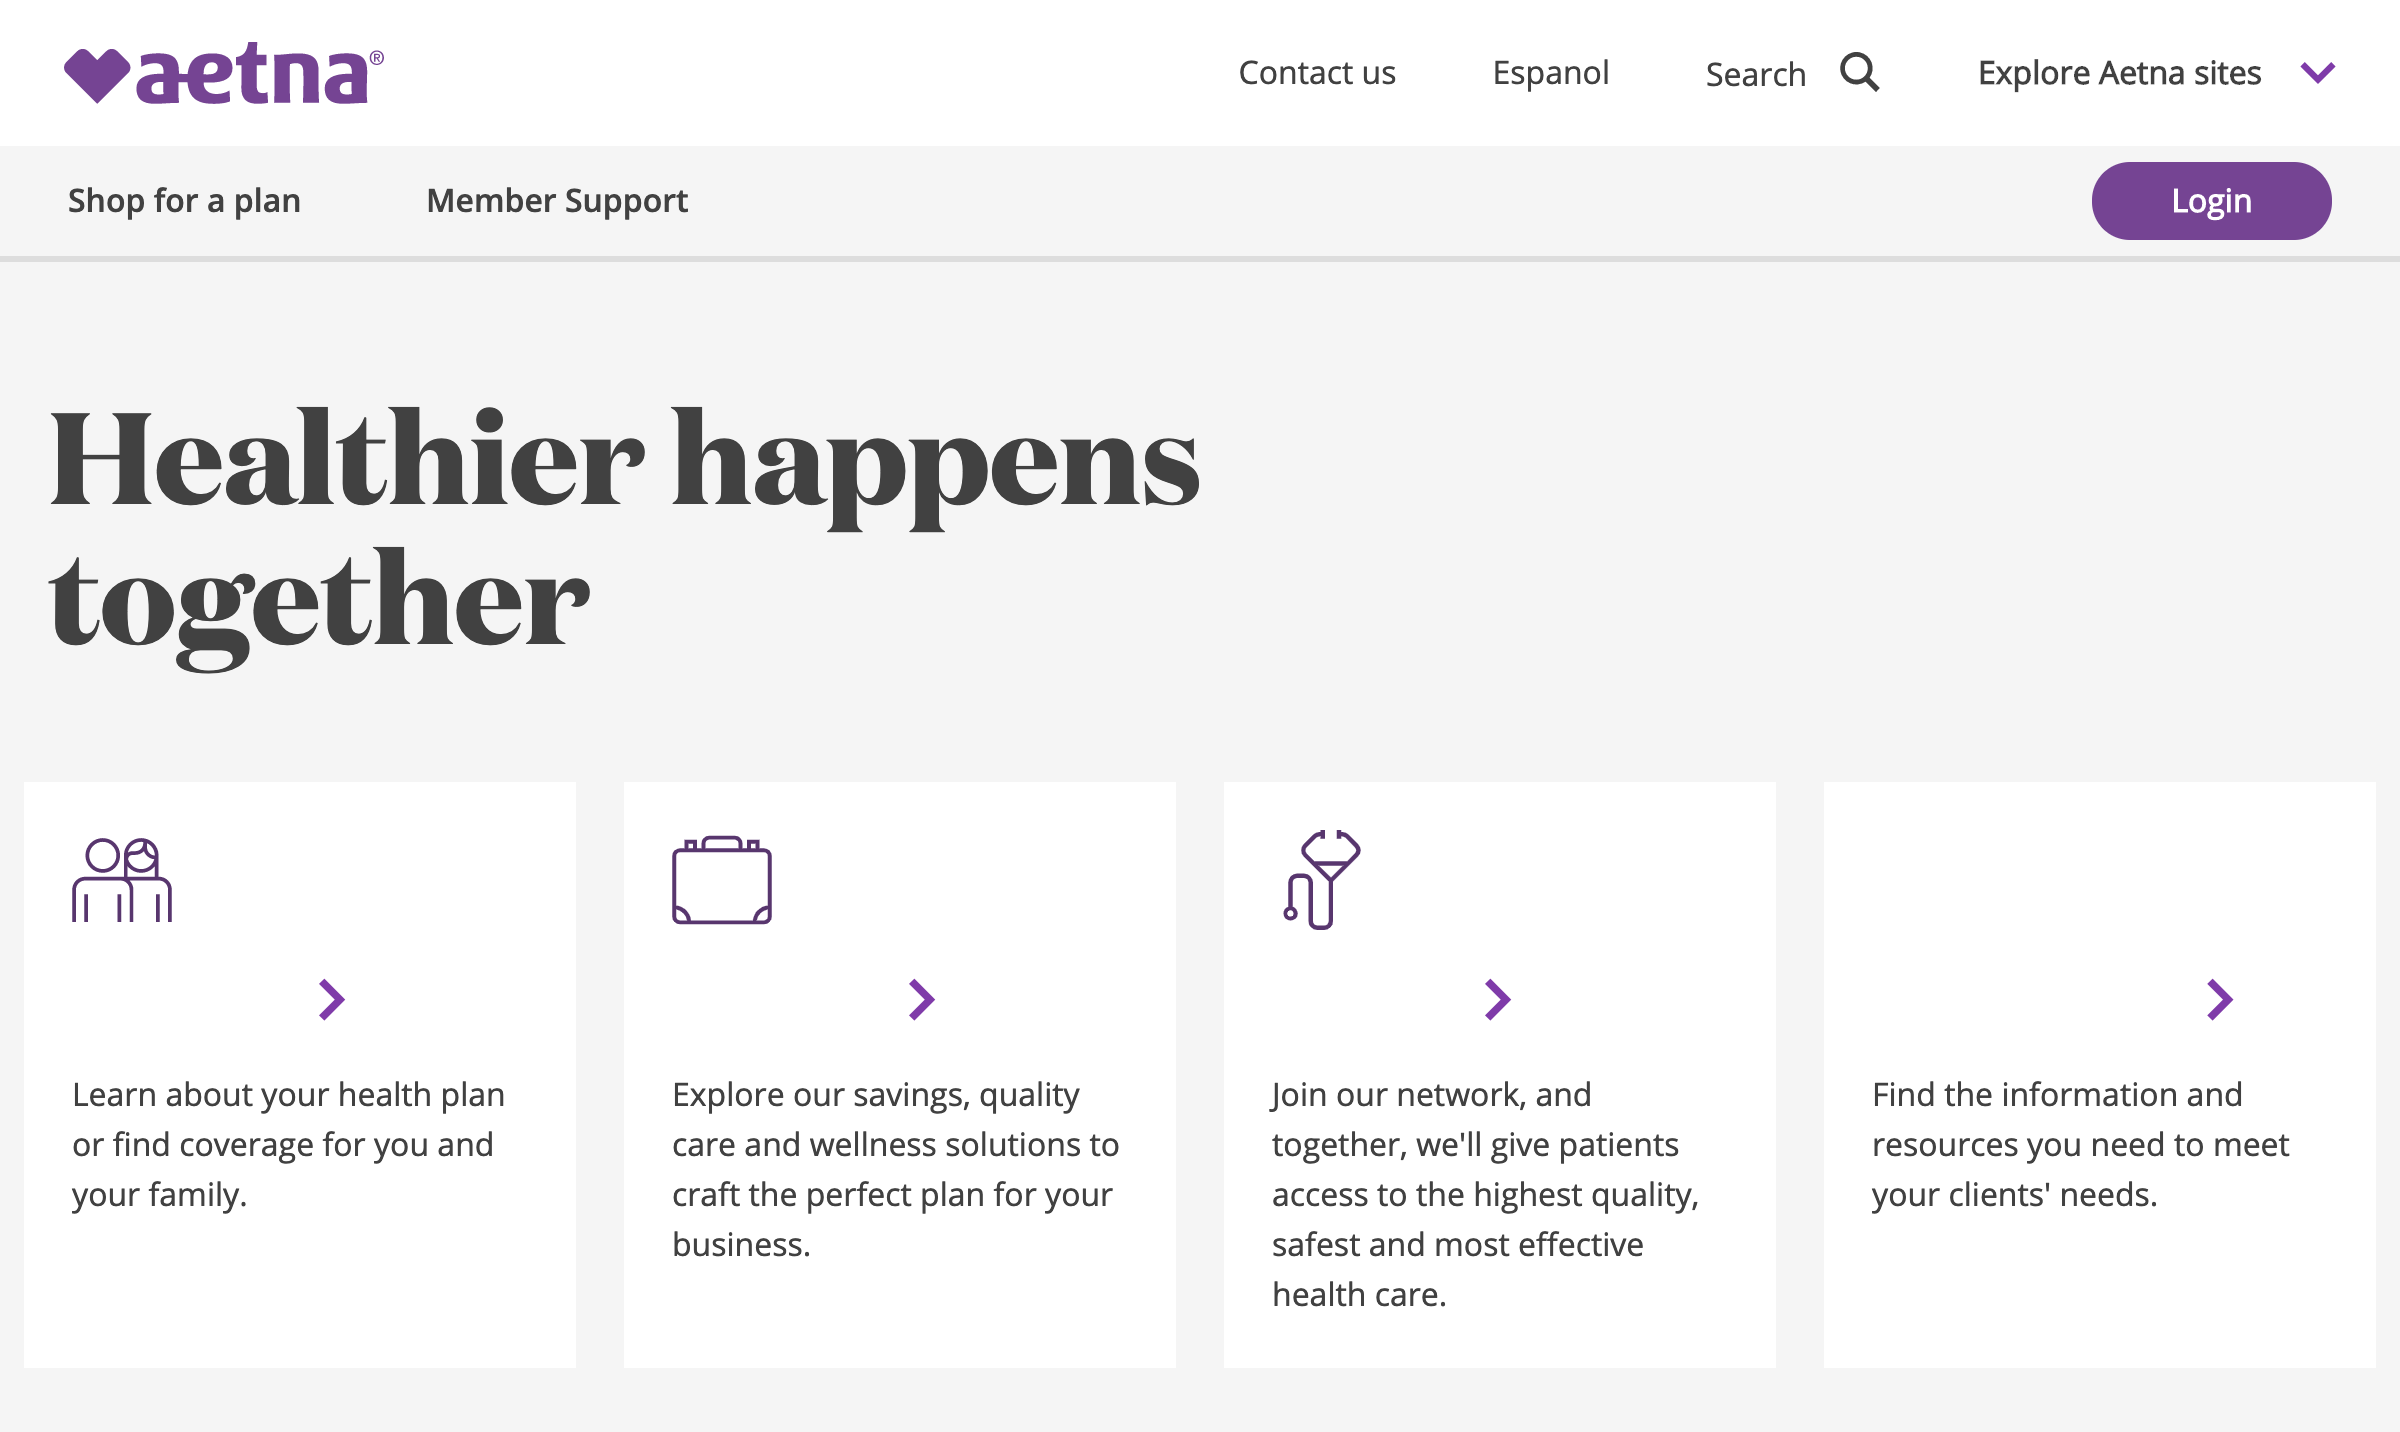 aetna®
Contact us
Espanol
Search
Explore Aetna sites
Shop for a plan
Member Support
Login
Healthier happens
together
Learn about your health plan
or find coverage for you and
your family.
Explore our savings, quality
care and wellness solutions to
craft the perfect plan for your
business.
Join our network, and
together, we'll give patients
access to the highest quality,
safest and most effective
health care.
Find the information and
resources you need to meet
your clients' needs.